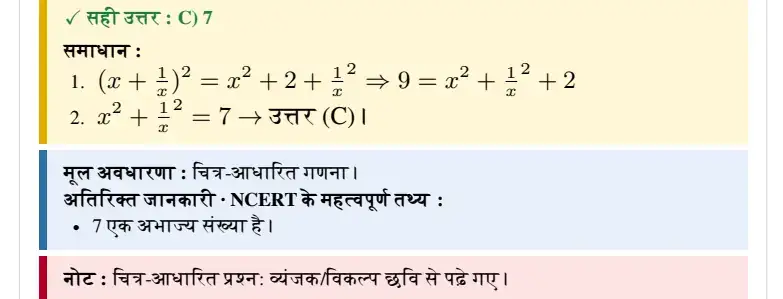 ✓ सही उत्तर : C) 7
समाधान :
1. (x + 1/x)² = x² + 2 + 1/x² ⇒ 9 = x² + 1/x² + 2
2. x² + 1/x² = 7 → उत्तर (C)।
मूल अवधारणा : चित्र-आधारित गणना।
अतिरिक्त जानकारी · NCERT के महत्वपूर्ण तथ्य :
• 7 एक अभाज्य संख्या है।
नोट : चित्र-आधारित प्रश्न: व्यंजक/विकल्प छवि से पढ़े गए।